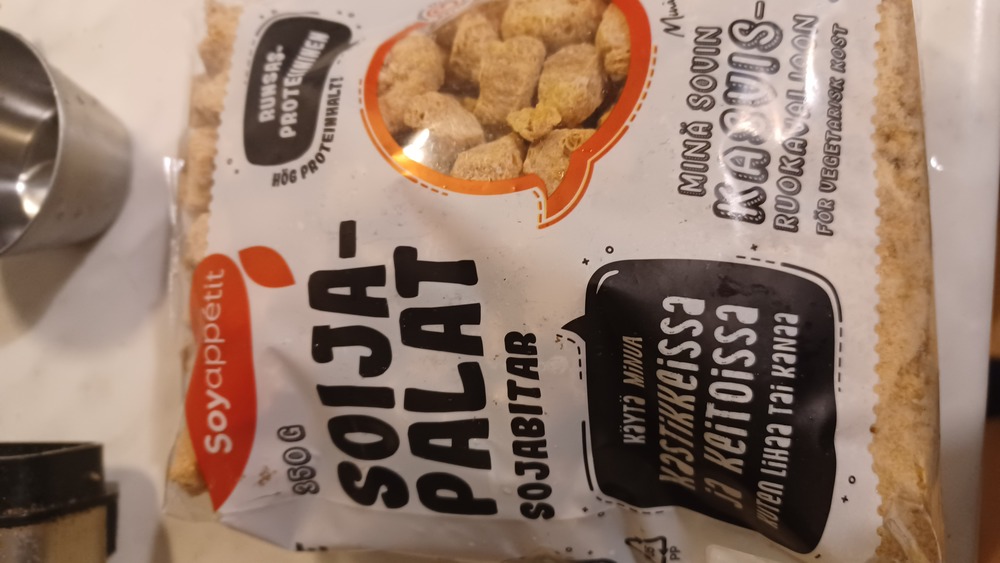 Soyappétit
350 G
RUNSAS-
PROTEIININEN
HÖG PROTEINHALT!
SOIJA-
PALAT
SOJABITAR
KÄYTÄ MINUA
KASTIKKEISSA
JA KEITOISSA
KUTEN LIHAA TAI KANAA
PP
MINÄ SOVIN
KASVIS-
RUOKAVALIOON
FÖR VEGETARISK KOST